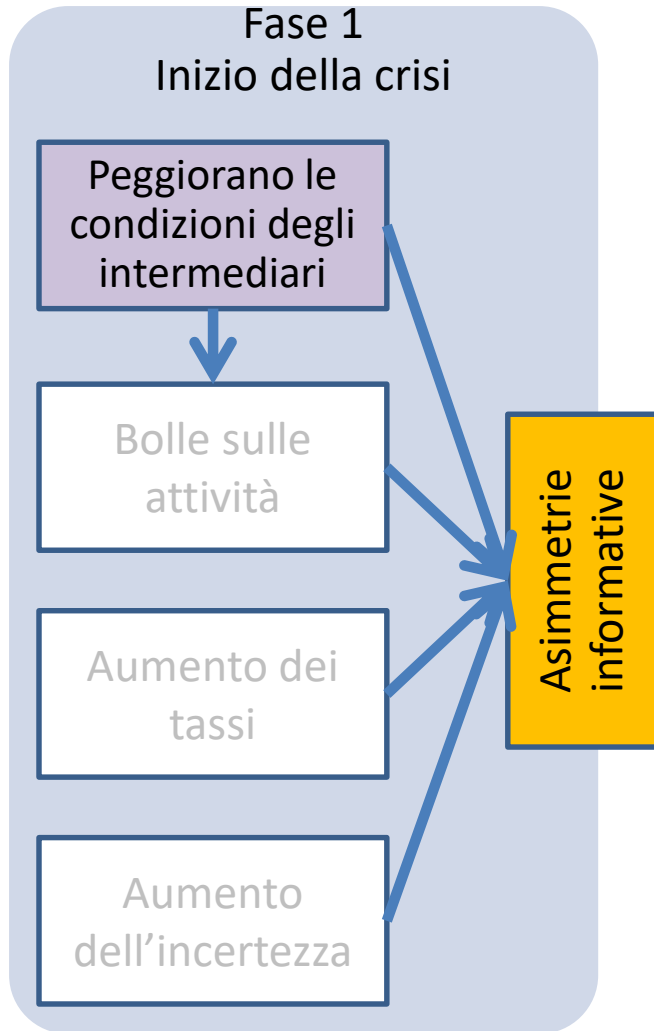 Fase 1
Inizio della crisi
Peggiorano le
condizioni degli
intermediari
Bolle sulle
attività
Aumento dei
tassi
Aumento
dell’incertezza
Asimmetrie
informative